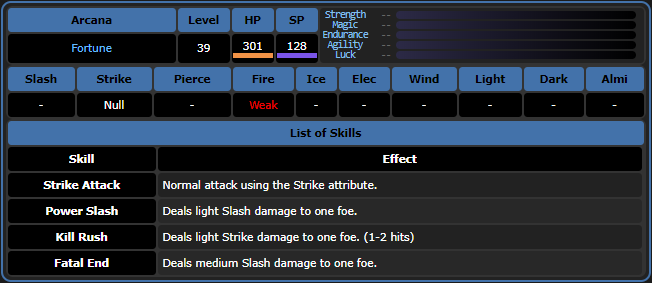 Arcana Level HP SP
Fortune 39 301 128
Strength --
Magic --
Endurance --
Agility --
Luck --
Slash Strike Pierce Fire Ice Elec Wind Light Dark Almi
- Null - Weak - - - - - -
List of Skills
Skill Effect
Strike Attack Normal attack using the Strike attribute.
Power Slash Deals light Slash damage to one foe.
Kill Rush Deals light Strike damage to one foe. (1-2 hits)
Fatal End Deals medium Slash damage to one foe.